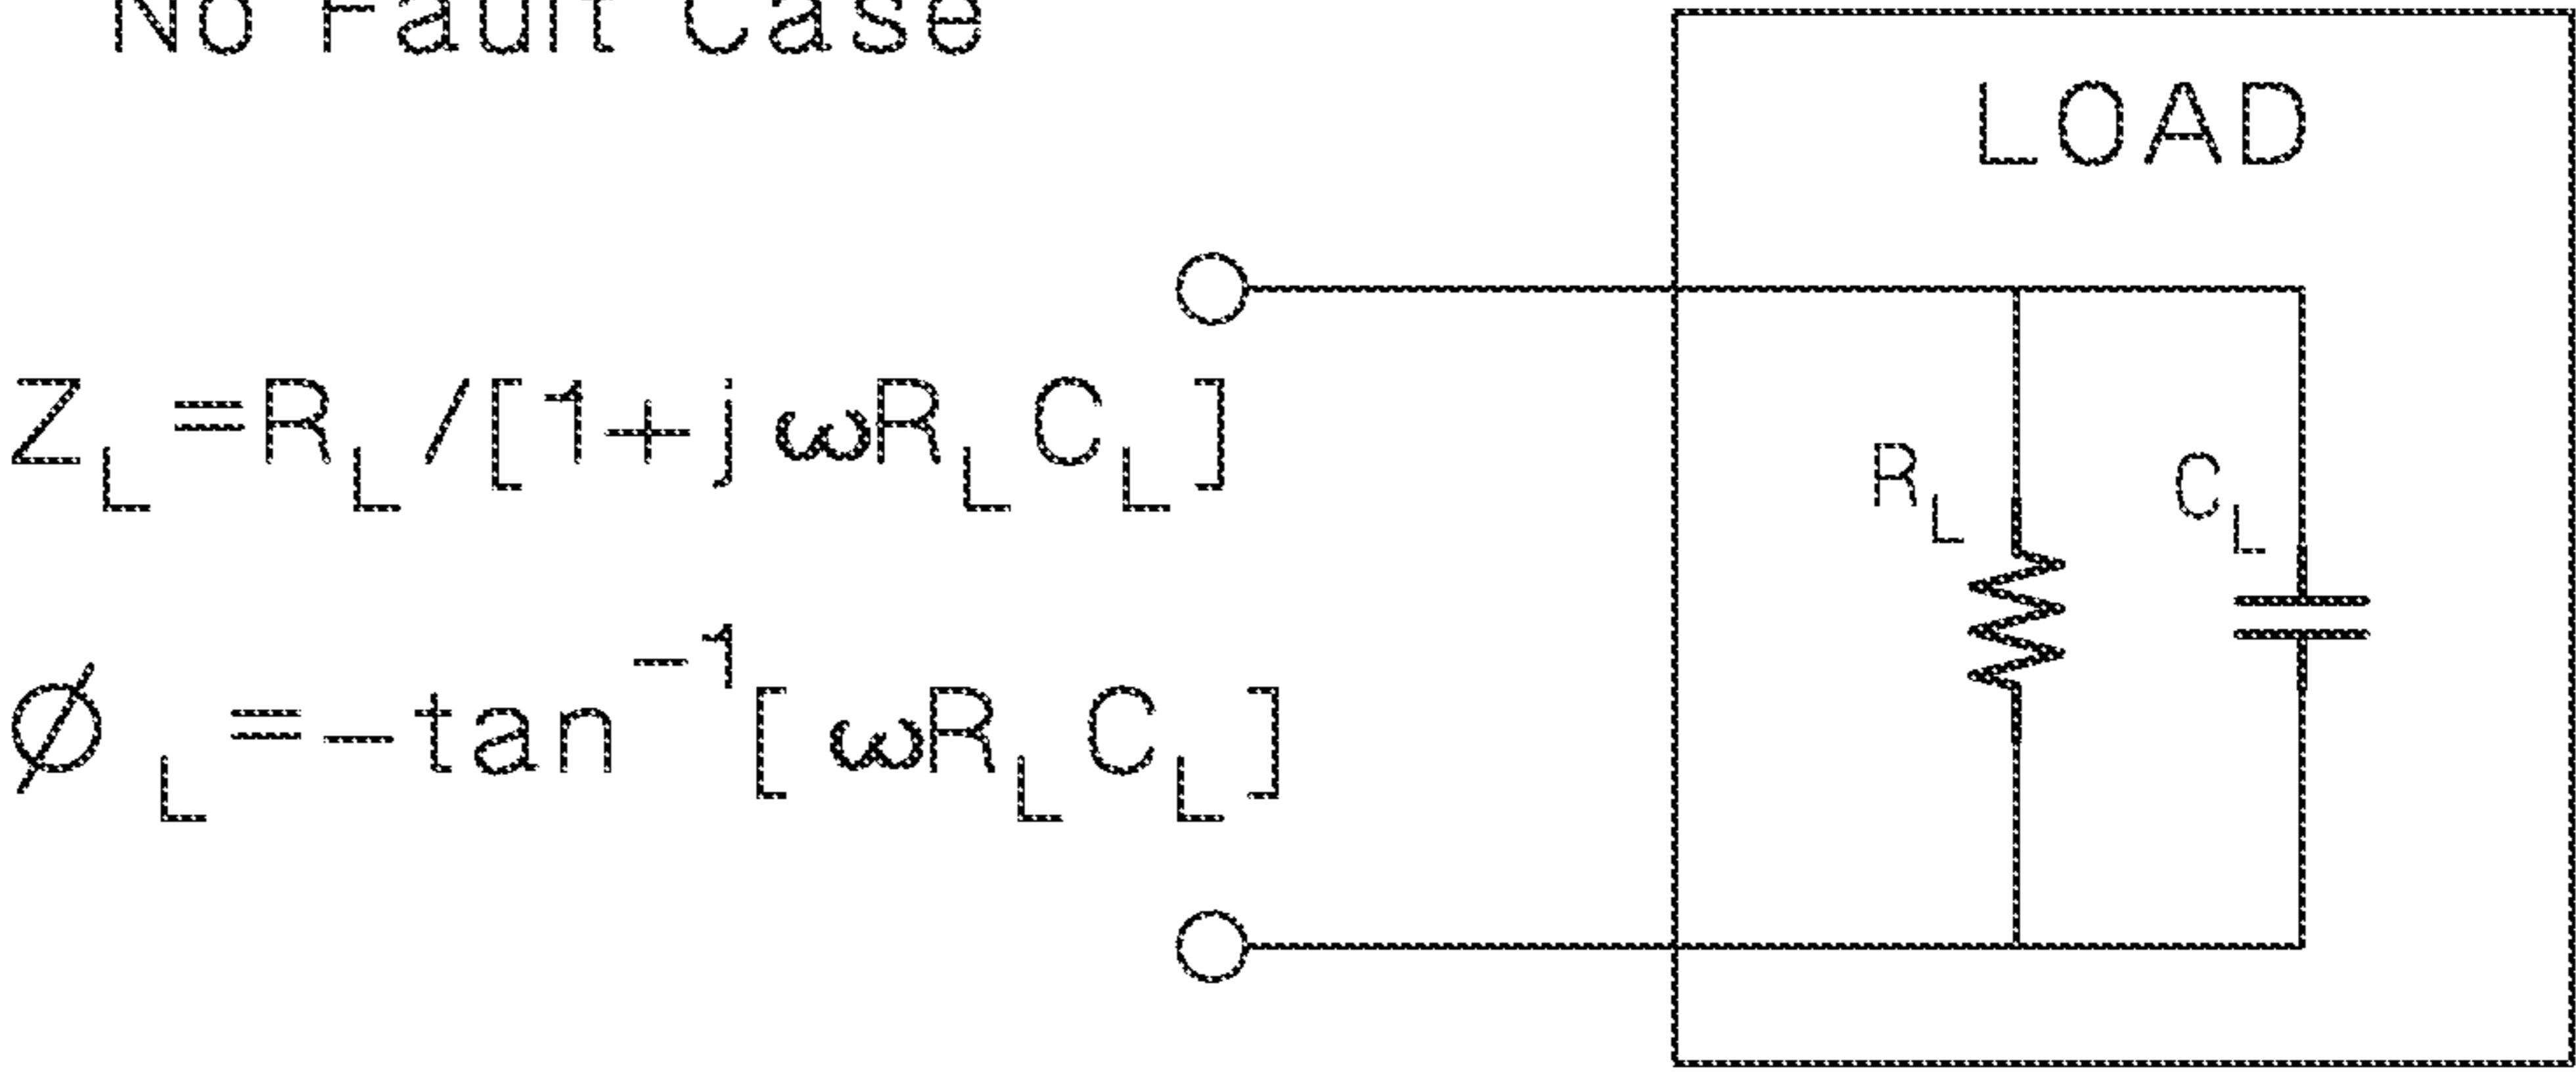 No Fault Case
LOAD
Z_L=R_L/[1+jωR_LC_L]
R_L
C_L
Ø_L=-tan^-1[ωR_LC_L]